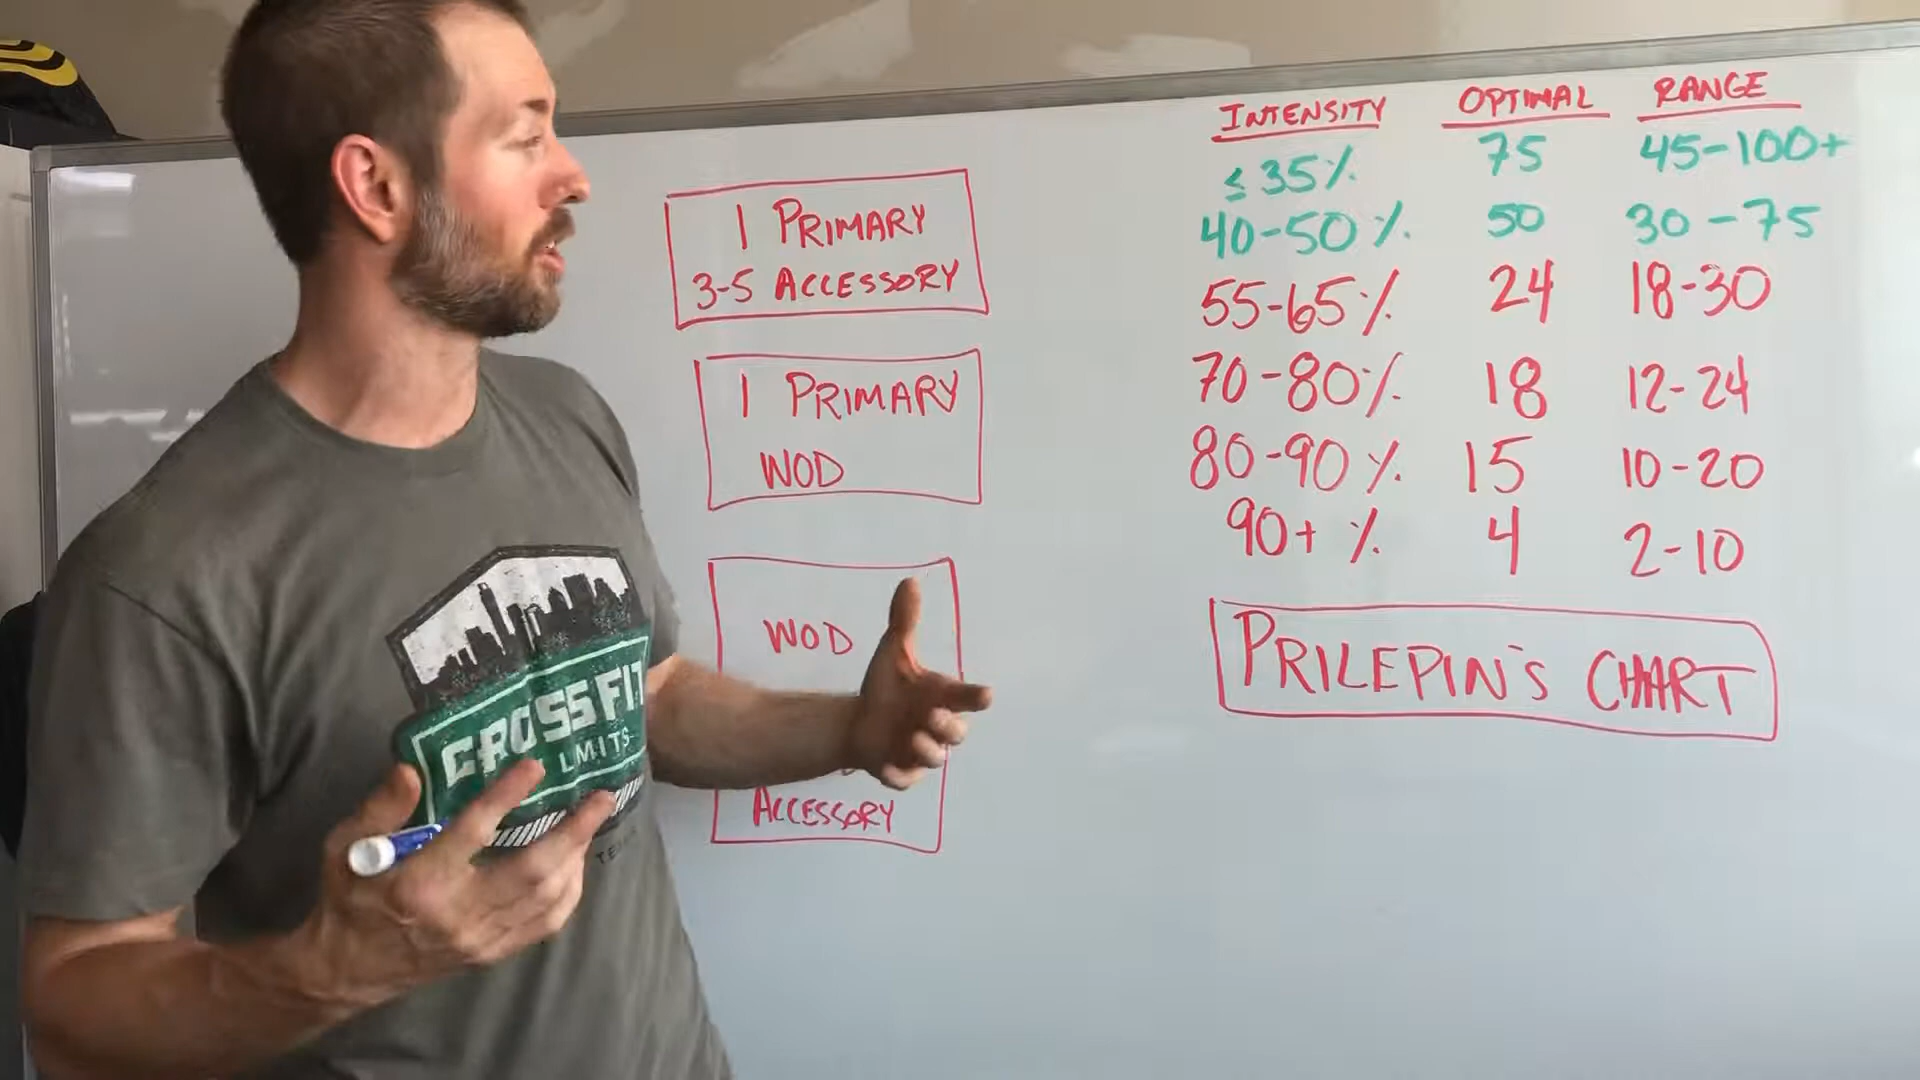 1 PRIMARY
3-5 ACCESSORY
1 PRIMARY
WOD
WOD
ACCESSORY
INTENSITY OPTIMAL RANGE
≤35% 75 45-100+
40-50% 50 30-75
55-65% 24 18-30
70-80% 18 12-24
80-90% 15 10-20
90+ % 4 2-10
PRILEPIN'S CHART
CROSSFIT
LIMITS